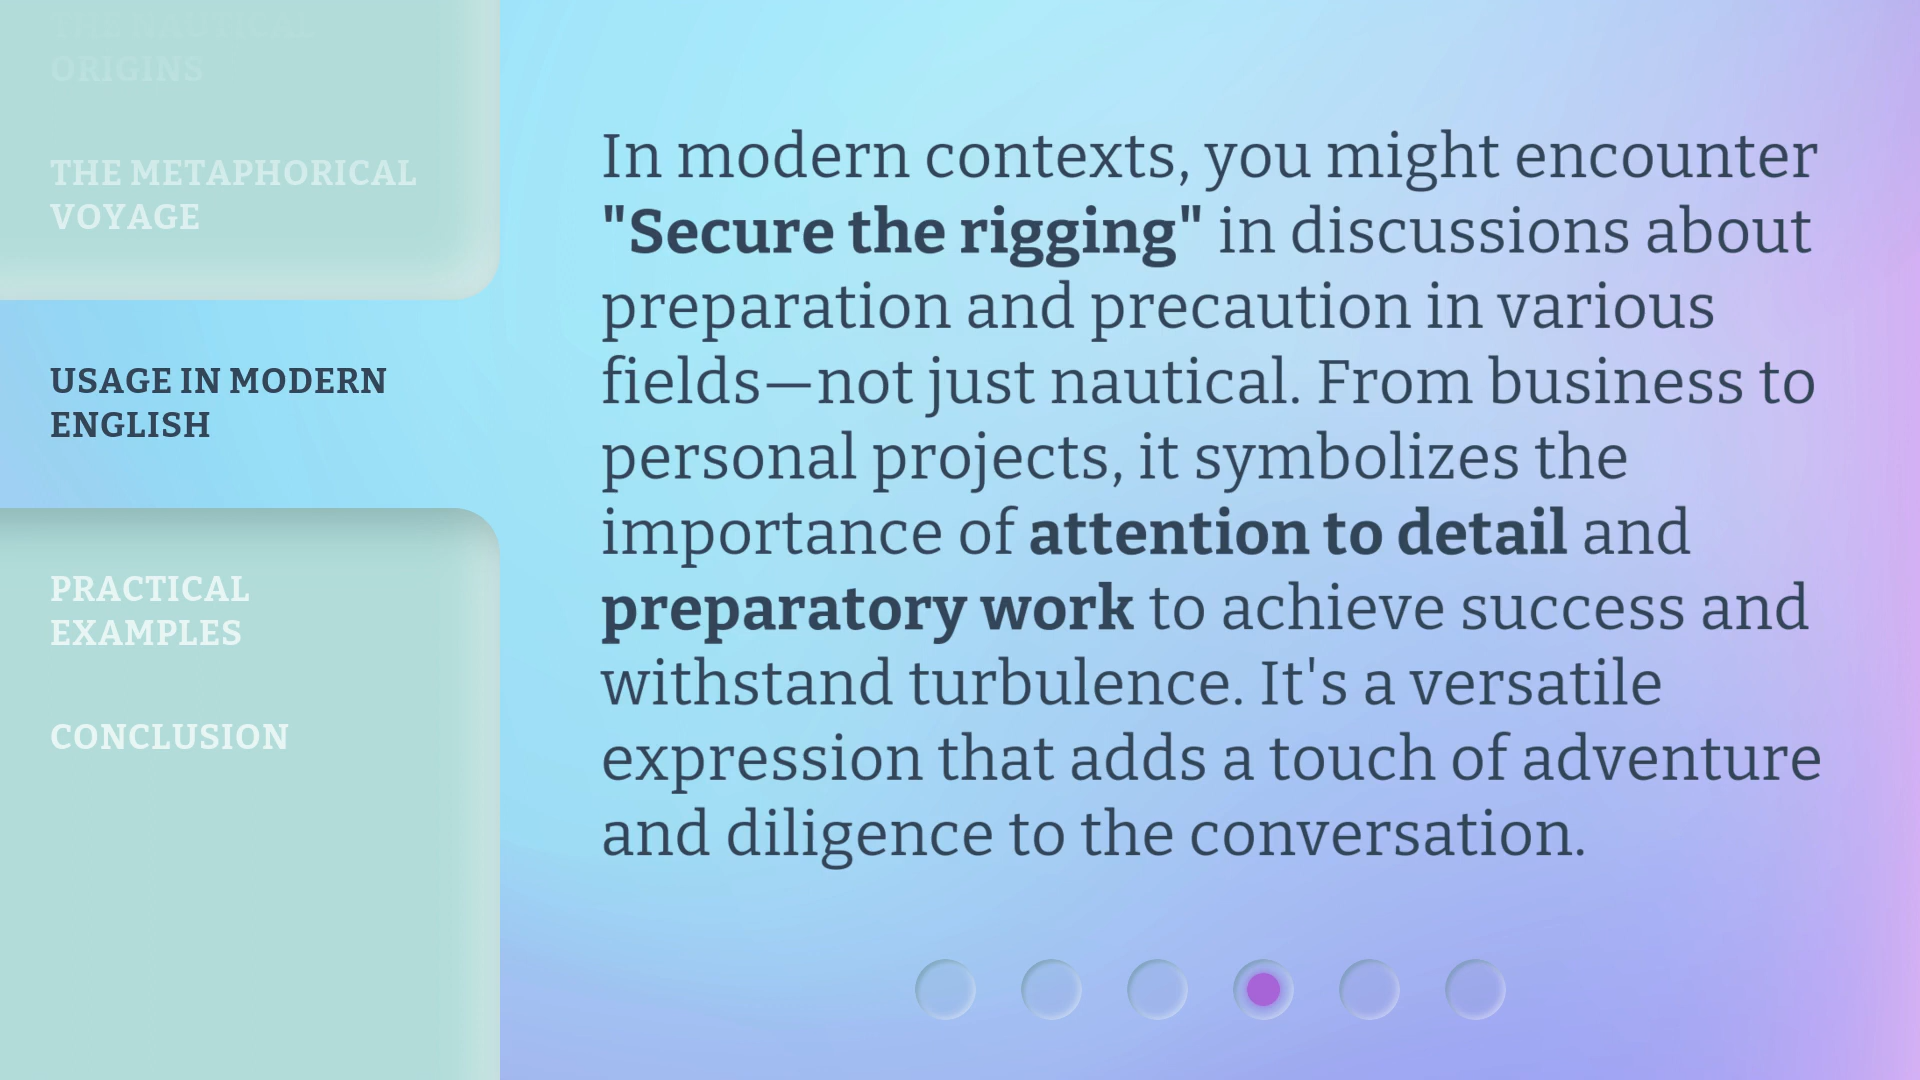 THE NAUTICAL
ORIGINS
THE METAPHORICAL
VOYAGE
USAGE IN MODERN
ENGLISH
PRACTICAL
EXAMPLES
CONCLUSION
In modern contexts, you might encounter
"Secure the rigging" in discussions about
preparation and precaution in various
fields—not just nautical. From business to
personal projects, it symbolizes the
importance of attention to detail and
preparatory work to achieve success and
withstand turbulence. It's a versatile
expression that adds a touch of adventure
and diligence to the conversation.